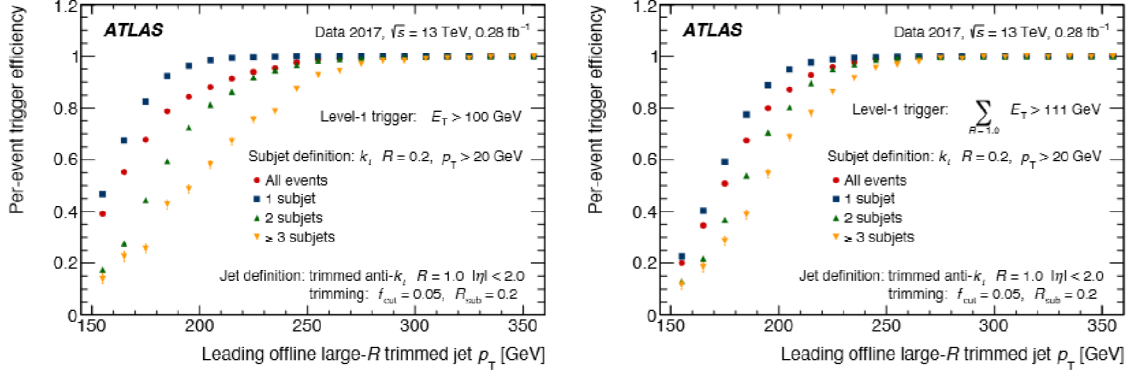 ATLAS
Data 2017, √s = 13 TeV, 0.28 fb⁻¹
Level-1 trigger: E_T > 100 GeV
Subjet definition: k_t R = 0.2, p_T > 20 GeV
All events
1 subjet
2 subjets
≥ 3 subjets
Jet definition: trimmed anti-k_t R = 1.0 |η| < 2.0
trimming: f_cut = 0.05, R_sub = 0.2
Per-event trigger efficiency
1
0.8
0.6
0.4
0.2
0
150 200 250 300 350
Leading offline large-R trimmed jet p_T [GeV]
ATLAS
Data 2017, √s = 13 TeV, 0.28 fb⁻¹
Level-1 trigger: ∑ E_T > 111 GeV
R=1.0
Subjet definition: k_t R = 0.2, p_T > 20 GeV
All events
1 subjet
2 subjets
≥ 3 subjets
Jet definition: trimmed anti-k_t R = 1.0 |η| < 2.0
trimming: f_cut = 0.05, R_sub = 0.2
Per-event trigger efficiency
1
0.8
0.6
0.4
0.2
0
150 200 250 300 350
Leading offline large-R trimmed jet p_T [GeV]